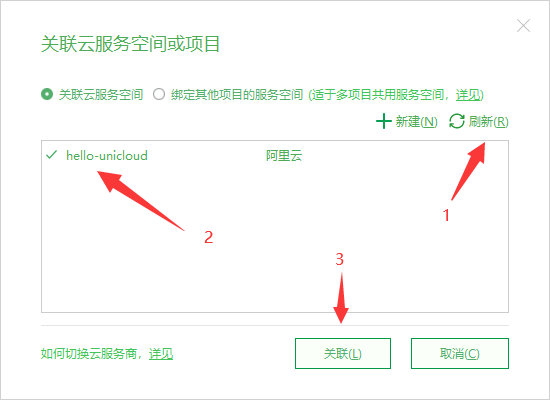 关联云服务空间或项目
关联云服务空间 绑定其他项目的服务空间 (适于多项目共用服务空间，详见)
新建(N) 刷新(R)
hello-unicloud 阿里云
1
2
3
如何切换云服务商，详见 关联(L) 取消(C)